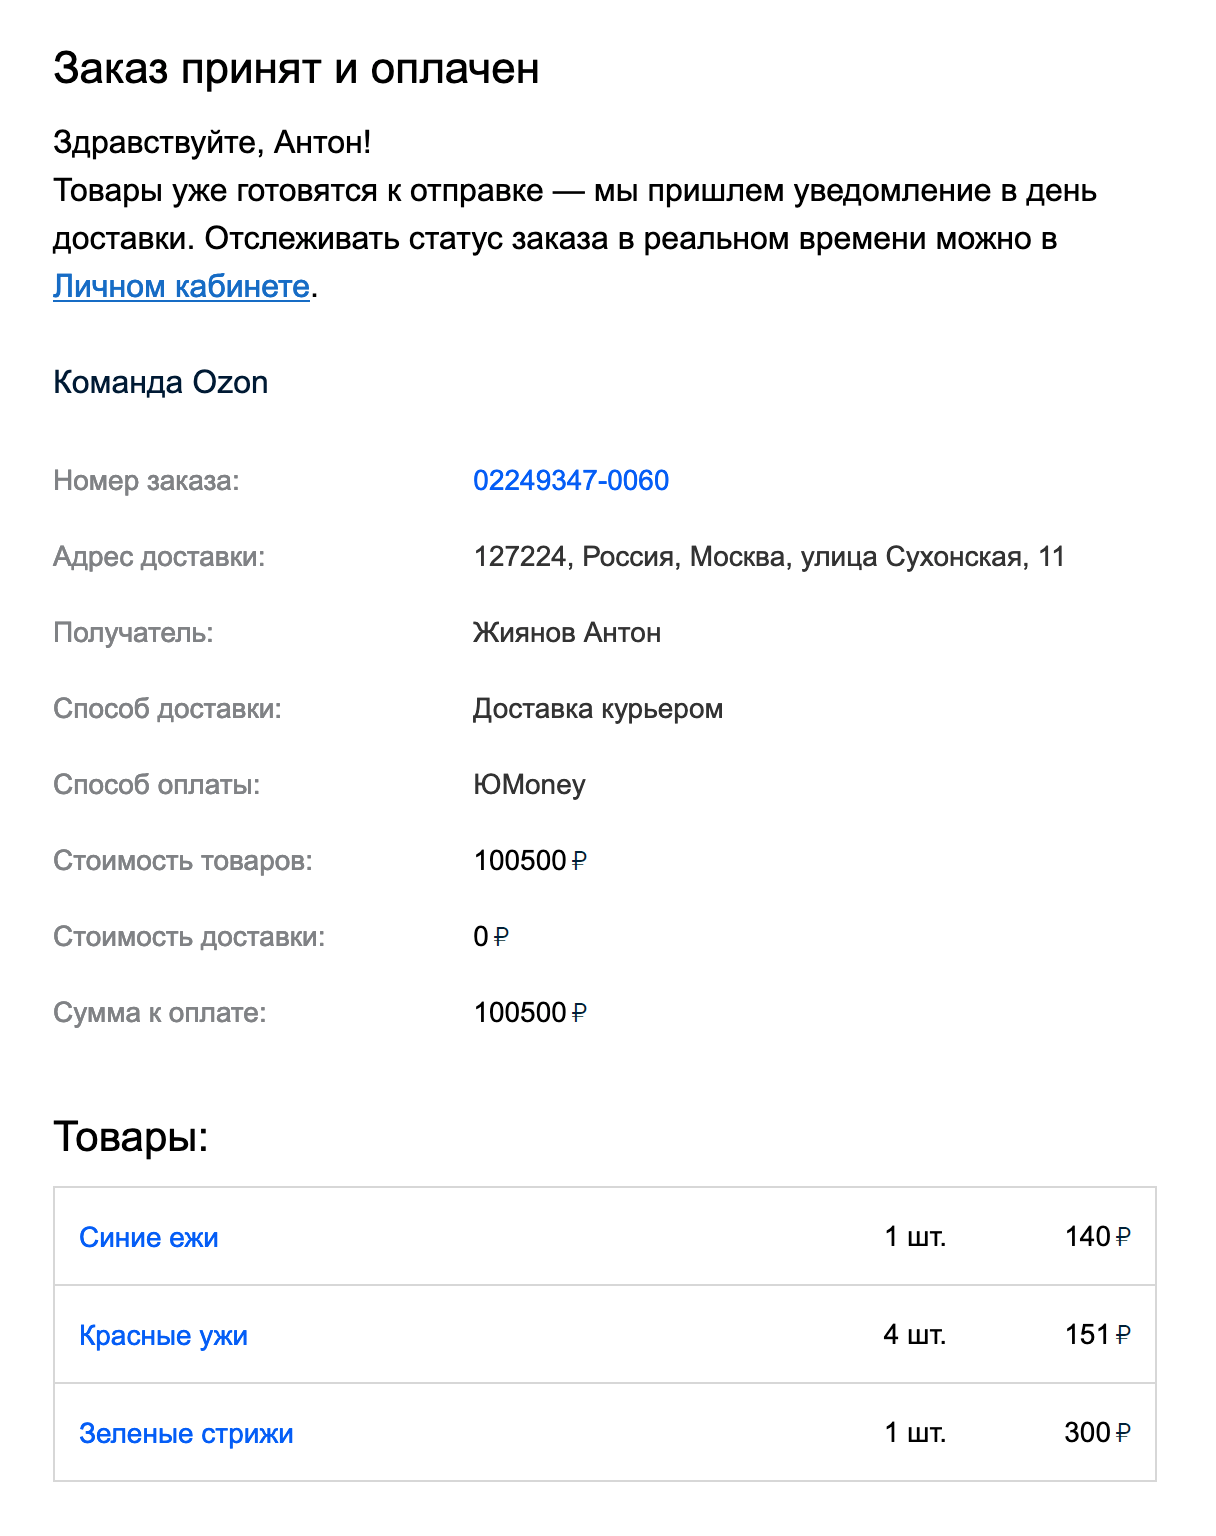 Заказ принят и оплачен
Здравствуйте, Антон!
Товары уже готовятся к отправке — мы пришлем уведомление в день
доставки. Отслеживать статус заказа в реальном времени можно в
Личном кабинете.
Команда Ozon
Номер заказа: 02249347-0060
Адрес доставки: 127224, Россия, Москва, улица Сухонская, 11
Получатель: Жиянов Антон
Способ доставки: Доставка курьером
Способ оплаты: ЮMoney
Стоимость товаров: 100500 ₽
Стоимость доставки: 0 ₽
Сумма к оплате: 100500 ₽
Товары:
Синие ежи 1 шт. 140 ₽
Красные ужи 4 шт. 151 ₽
Зеленые стрижи 1 шт. 300 ₽